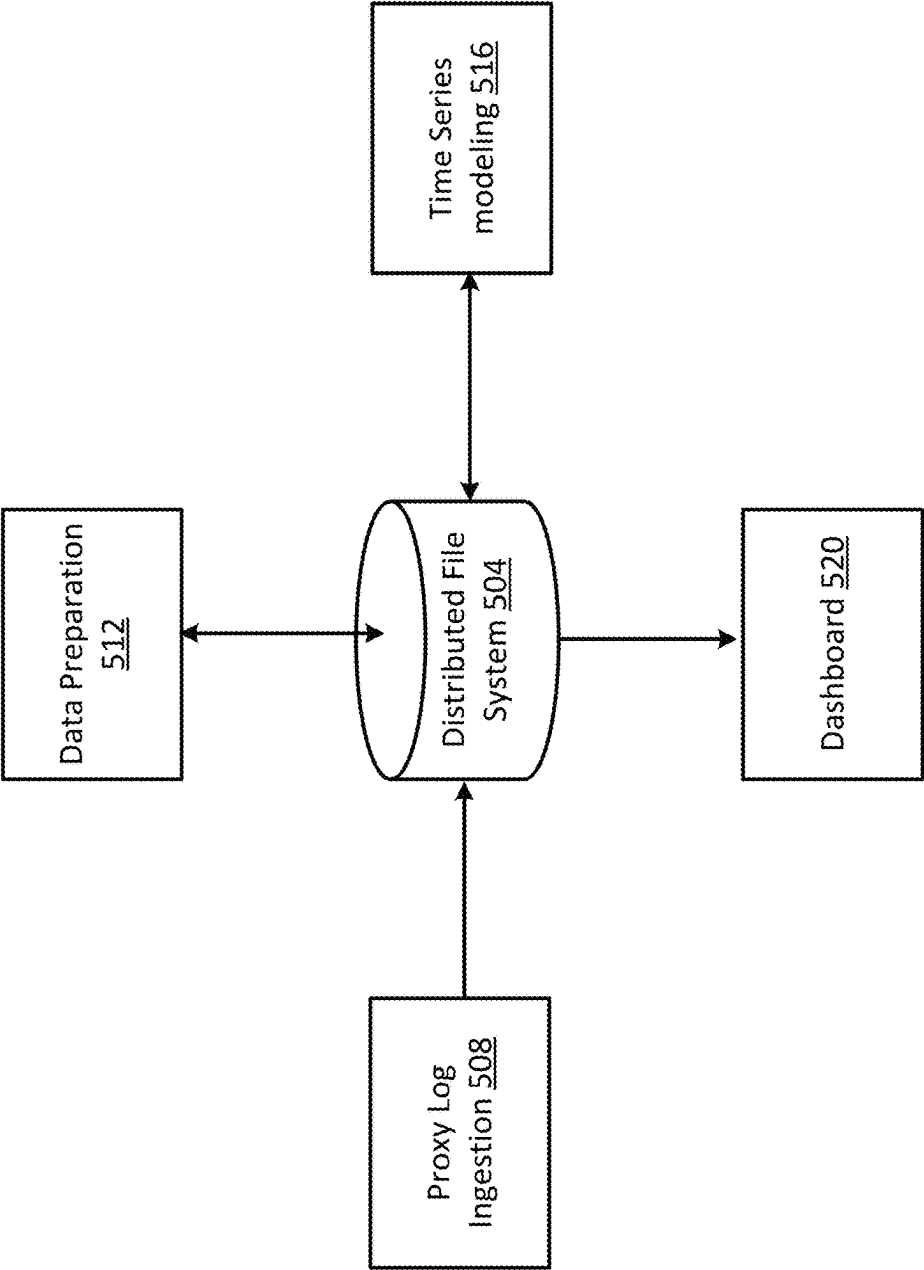 Data Preparation
512
Proxy Log
Ingestion 508
Distributed File
System 504
Time Series
modeling 516
Dashboard 520